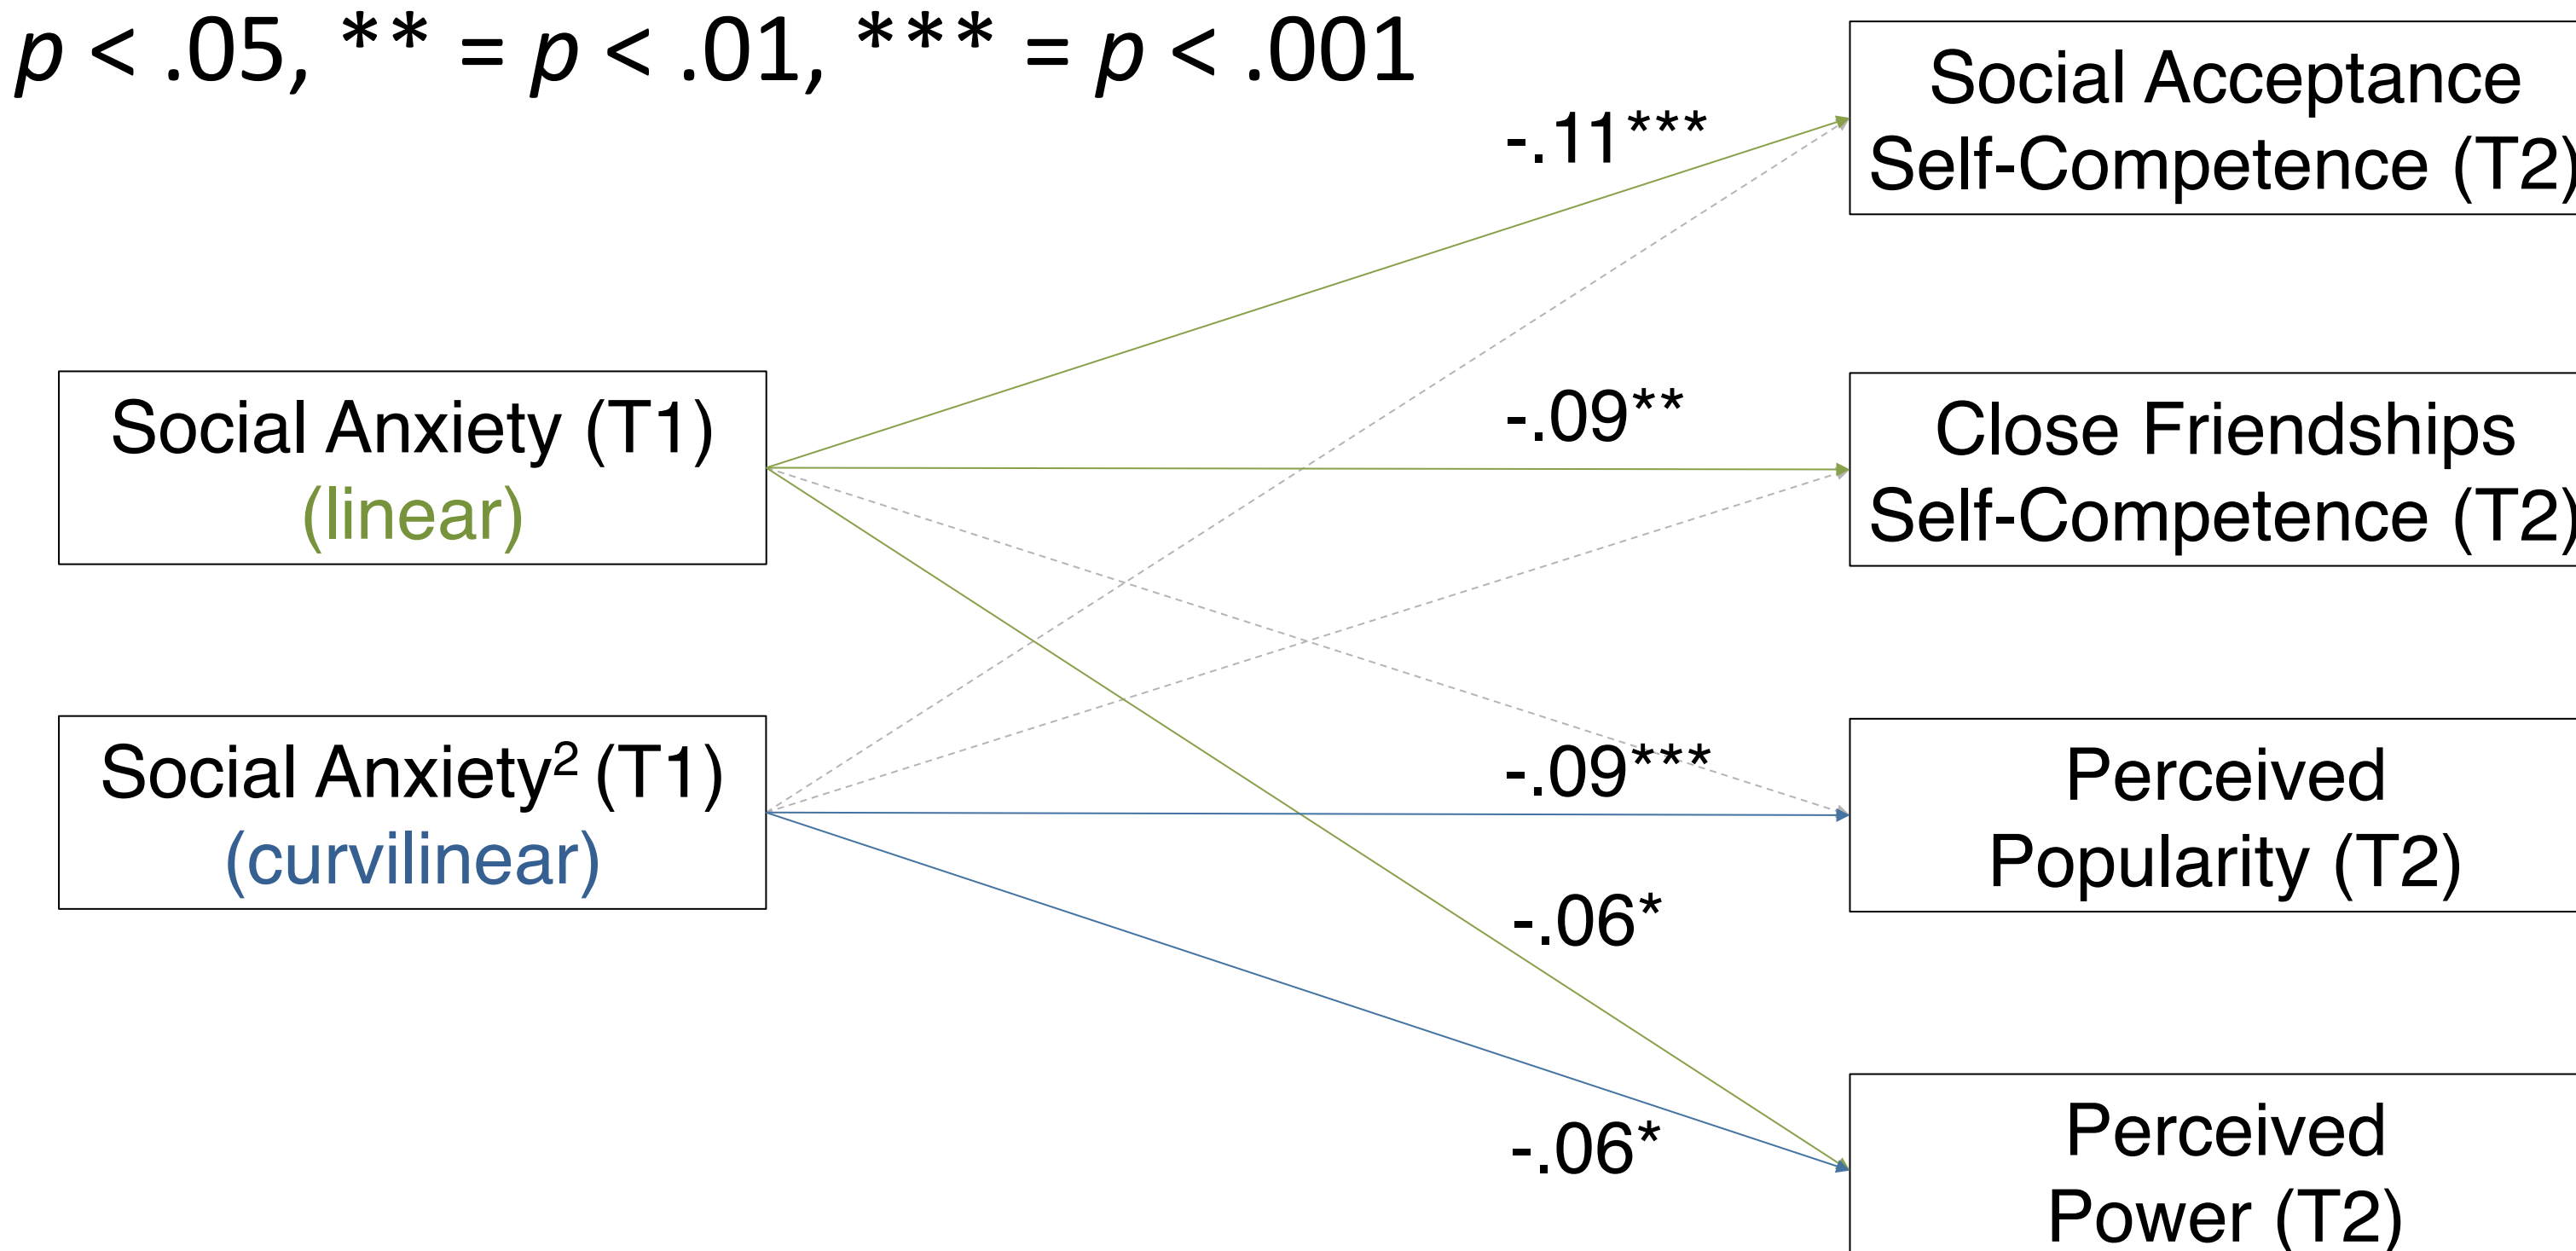 p < .05, ** = p < .01, *** = p < .001
Social Acceptance
Self-Competence (T2)
-.11***
Social Anxiety (T1)
(linear)
-.09**
Close Friendships
Self-Competence (T2)
Social Anxiety² (T1)
(curvilinear)
-.09***
Perceived
Popularity (T2)
-.06*
-.06*
Perceived
Power (T2)